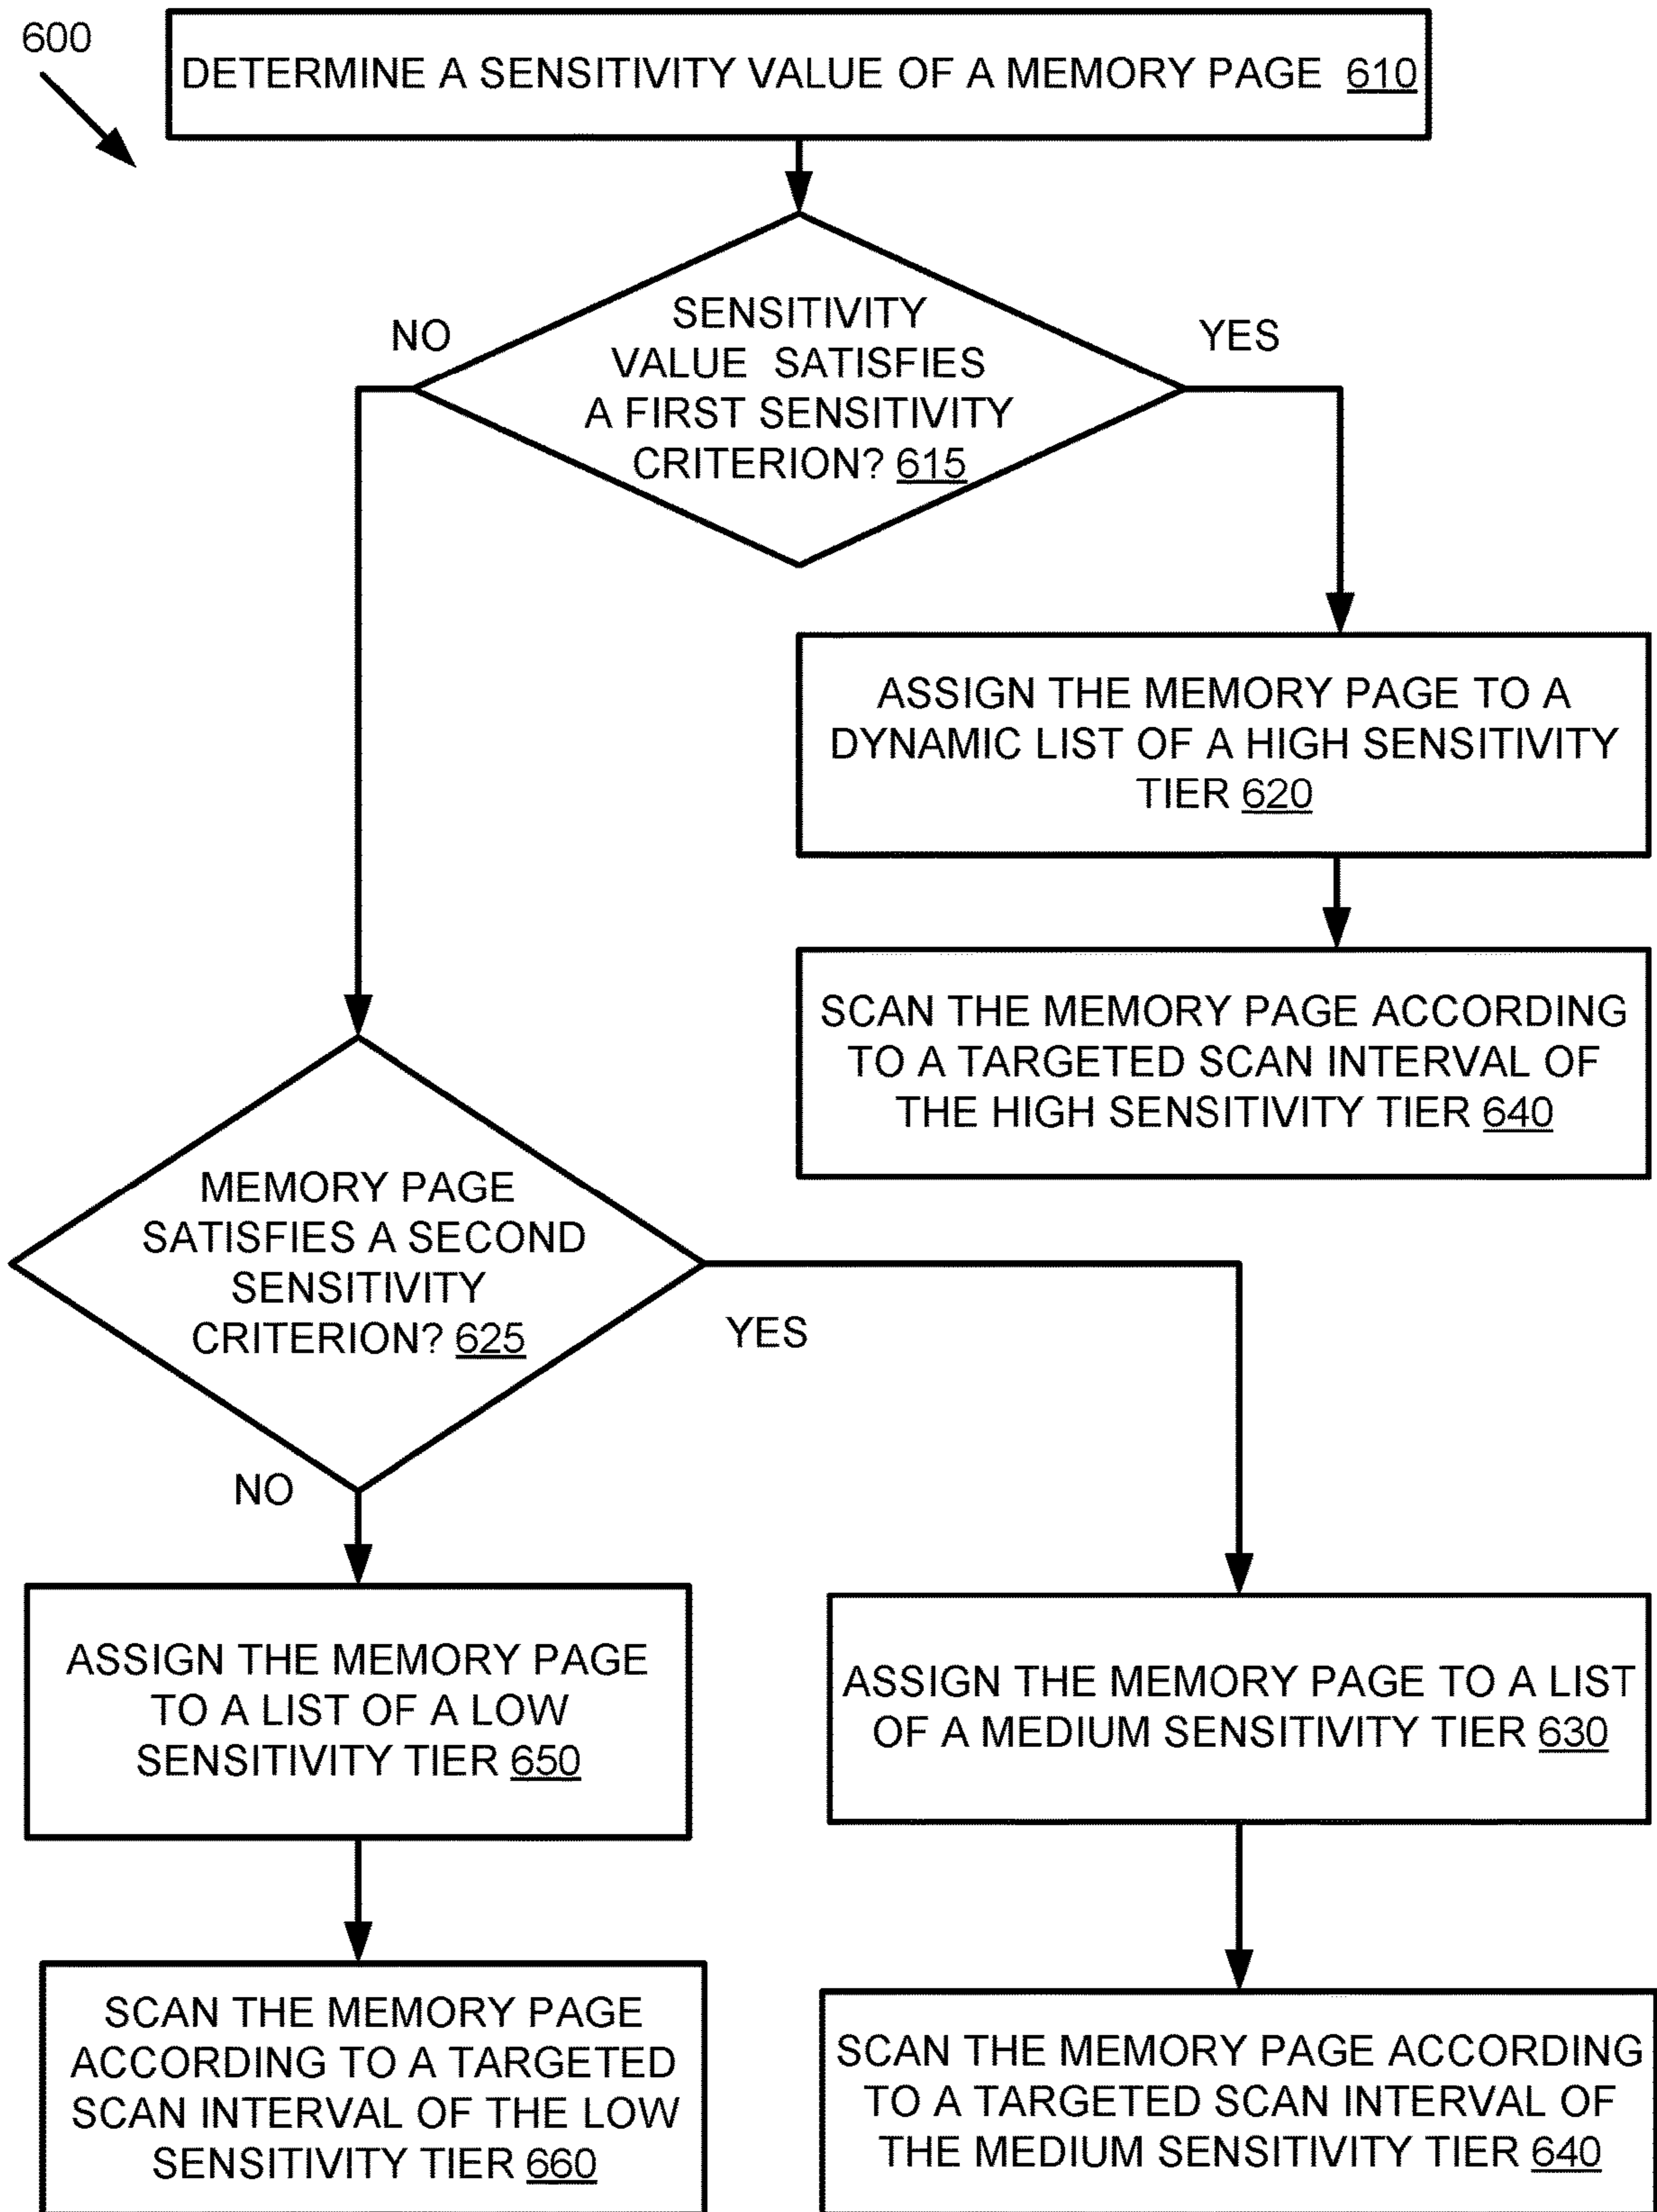 600
DETERMINE A SENSITIVITY VALUE OF A MEMORY PAGE 610
SENSITIVITY
VALUE SATISFIES
A FIRST SENSITIVITY
CRITERION? 615
NO
YES
ASSIGN THE MEMORY PAGE TO A
DYNAMIC LIST OF A HIGH SENSITIVITY
TIER 620
SCAN THE MEMORY PAGE ACCORDING
TO A TARGETED SCAN INTERVAL OF
THE HIGH SENSITIVITY TIER 640
MEMORY PAGE
SATISFIES A SECOND
SENSITIVITY
CRITERION? 625
YES
NO
ASSIGN THE MEMORY PAGE
TO A LIST OF A LOW
SENSITIVITY TIER 650
ASSIGN THE MEMORY PAGE TO A LIST
OF A MEDIUM SENSITIVITY TIER 630
SCAN THE MEMORY PAGE
ACCORDING TO A TARGETED
SCAN INTERVAL OF THE LOW
SENSITIVITY TIER 660
SCAN THE MEMORY PAGE ACCORDING
TO A TARGETED SCAN INTERVAL OF
THE MEDIUM SENSITIVITY TIER 640